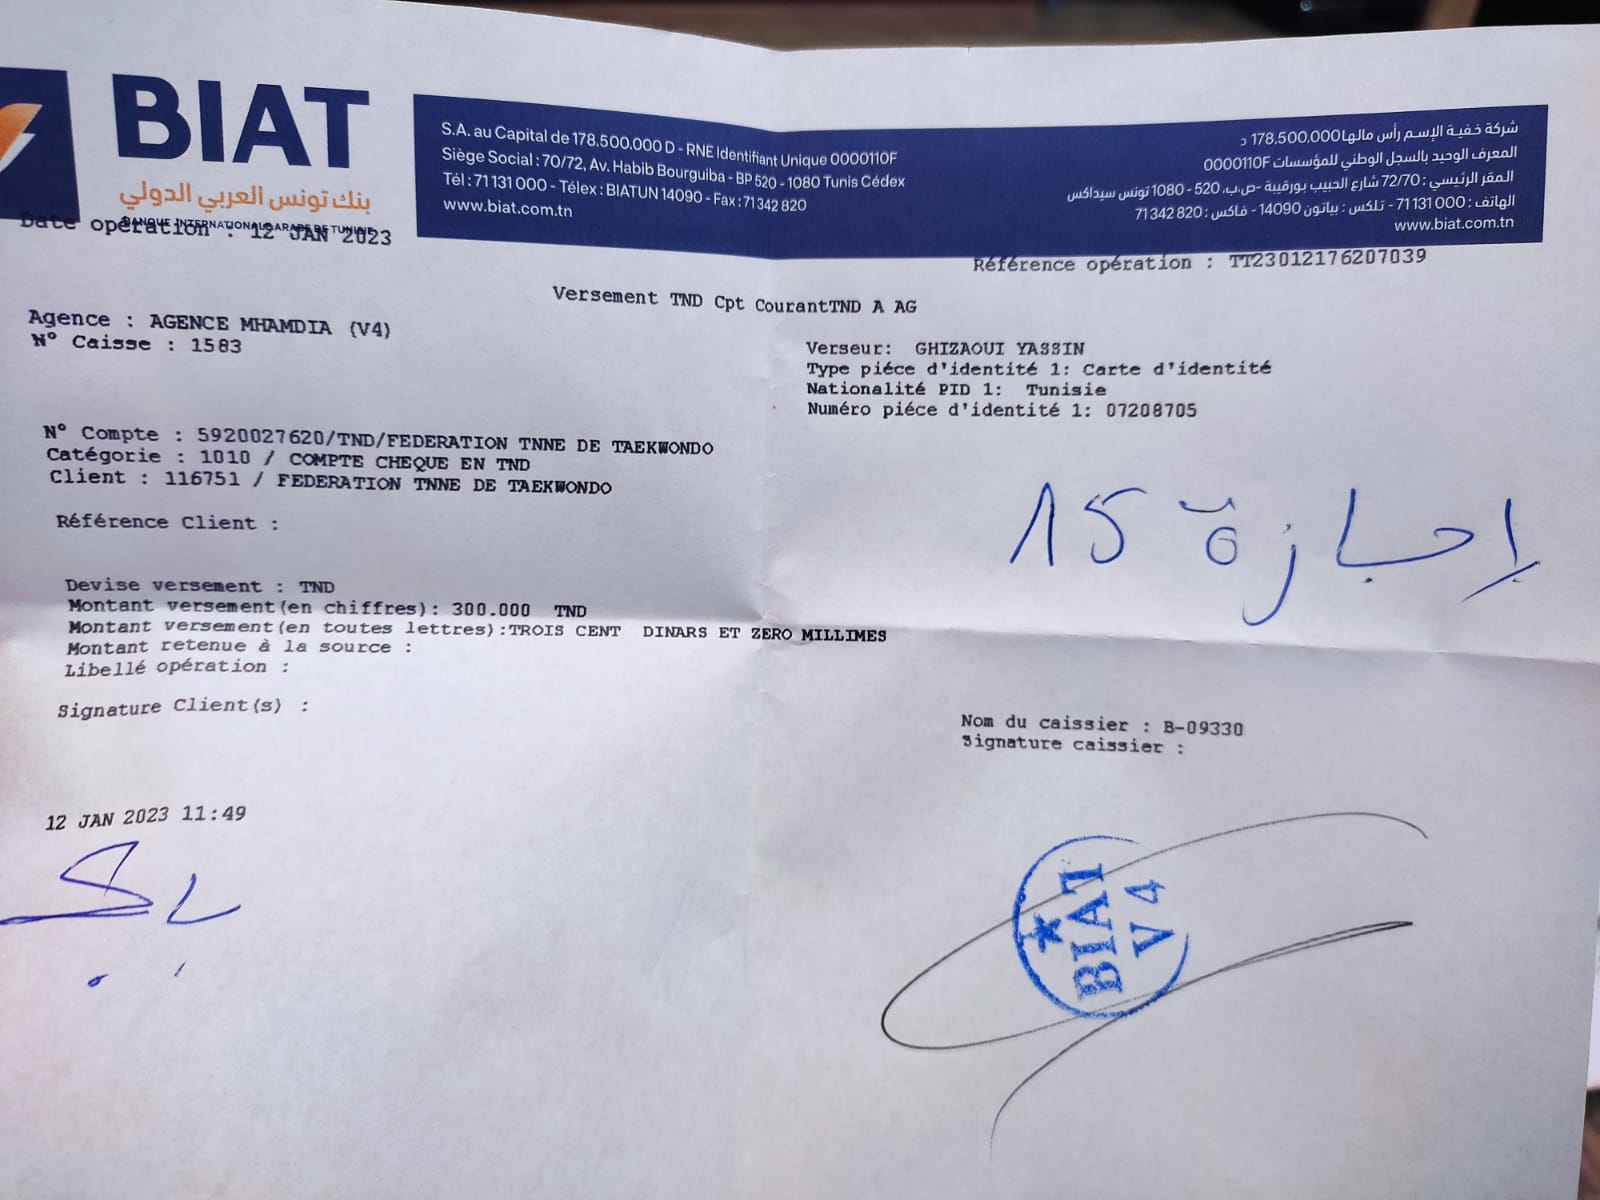 BIAT
بنك تونس العربي الدولي
BANQUE INTERNATIONALE ARABE DE TUNISIE
S.A. au Capital de 178.500.000 D - RNE Identifiant Unique 0000110F
Siège Social : 70/72, Av. Habib Bourguiba - BP 520 - 1080 Tunis Cédex
Tél : 71 131 000 - Télex : BIATUN 14090 - Fax : 71 342 820
www.biat.com.tn
شركة خفية الإسم رأس مالها 178.500.000 د
المعرف الوحيد بالسجل الوطني للمؤسسات 0000110F
المقر الرئيسي : 72/70 شارع الحبيب بورقيبة -ص.ب. 520 - 1080 تونس سيداكس
الهاتف : 000 131 71 - تلكس : بياتون 14090 - فاكس : 820 342 71
www.biat.com.tn
Date opération : 12 JAN 2023
Référence opération : TT23012176207039
Versement TND Cpt CourantTND A AG
Agence : AGENCE MHAMDIA (V4)
N° Caisse : 1583
Verseur: GHIZAOUI YASSIN
Type piéce d'identité 1: Carte d'identité
Nationalité PID 1: Tunisie
Numéro piéce d'identité 1: 07208705
N° Compte : 5920027620/TND/FEDERATION TNNE DE TAEKWONDO
Catégorie : 1010 / COMPTE CHEQUE EN TND
Client : 116751 / FEDERATION TNNE DE TAEKWONDO
Référence Client :
15 إجازة
Devise versement : TND
Montant versement(en chiffres): 300.000 TND
Montant versement(en toutes lettres):TROIS CENT DINARS ET ZERO MILLIMES
Montant retenue à la source :
Libellé opération :
Signature Client(s) :
Nom du caissier : B-09330
Signature caissier :
12 JAN 2023 11:49
BIAT
V4